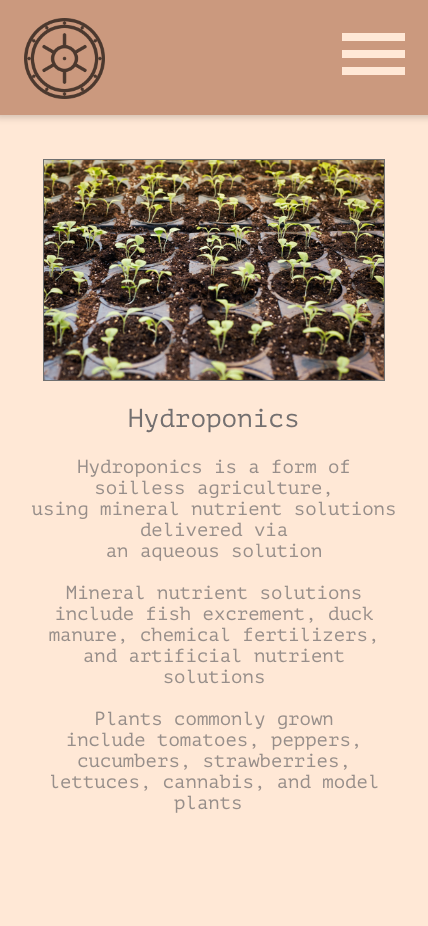 Hydroponics
Hydroponics is a form of
soilless agriculture,
using mineral nutrient solutions
delivered via
an aqueous solution
Mineral nutrient solutions
include fish excrement, duck
manure, chemical fertilizers,
and artificial nutrient
solutions
Plants commonly grown
include tomatoes, peppers,
cucumbers, strawberries,
lettuces, cannabis, and model
plants